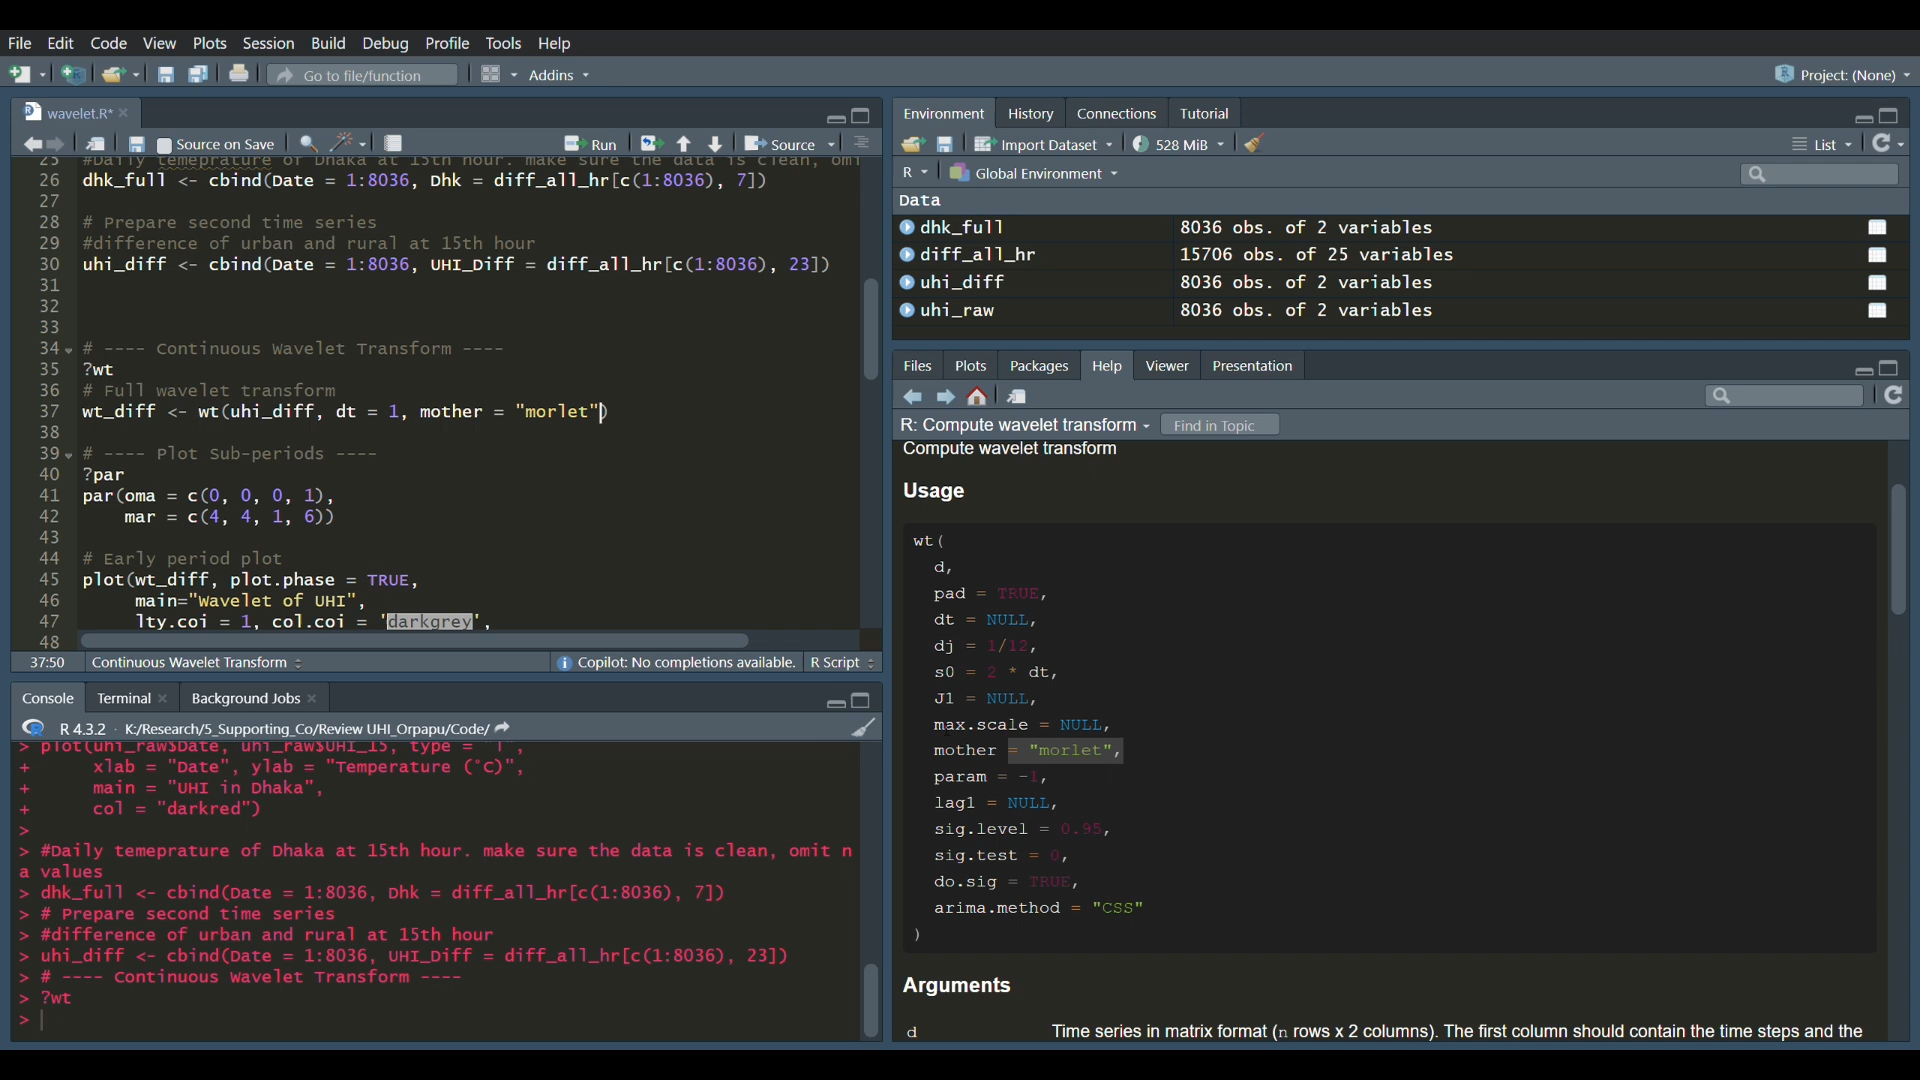 File Edit Code View Plots Session Build Debug Profile Tools Help
Go to file/function Addins Project: (None)
wavelet.R*
Source on Save Run Source
25 #Daily temeprature of Dhaka at 15th hour. make sure the data is clean, omi
26 dhk_full <- cbind(Date = 1:8036, Dhk = diff_all_hr[c(1:8036), 7])
27
28 # Prepare second time series
29 #difference of urban and rural at 15th hour
30 uhi_diff <- cbind(Date = 1:8036, UHI_Diff = diff_all_hr[c(1:8036), 23])
31
32
33
34 # ---- Continuous Wavelet Transform ----
35 ?wt
36 # Full wavelet transform
37 wt_diff <- wt(uhi_diff, dt = 1, mother = "morlet")
38
39 # ---- Plot Sub-periods ----
40 ?par
41 par(oma = c(0, 0, 0, 1),
42 mar = c(4, 4, 1, 6))
43
44 # Early period plot
45 plot(wt_diff, plot.phase = TRUE,
46 main="Wavelet of UHI",
47 lty.coi = 1, col.coi = 'darkgrey',
48
37:50 Continuous Wavelet Transform Copilot: No completions available. R Script
Console Terminal Background Jobs
R 4.3.2 · K:/Research/5_Supporting_Co/Review UHI_Orpapu/Code/
> plot(uhi_raw$Date, uhi_raw$UHI_15, type = "l",
+ xlab = "Date", ylab = "Temperature (°C)",
+ main = "UHI in Dhaka",
+ col = "darkred")
>
> #Daily temeprature of Dhaka at 15th hour. make sure the data is clean, omit n
a values
> dhk_full <- cbind(Date = 1:8036, Dhk = diff_all_hr[c(1:8036), 7])
> # Prepare second time series
> #difference of urban and rural at 15th hour
> uhi_diff <- cbind(Date = 1:8036, UHI_Diff = diff_all_hr[c(1:8036), 23])
> # ---- Continuous Wavelet Transform ----
> ?wt
>
Environment History Connections Tutorial
Import Dataset 528 MiB List
R Global Environment
Data
dhk_full 8036 obs. of 2 variables
diff_all_hr 15706 obs. of 25 variables
uhi_diff 8036 obs. of 2 variables
uhi_raw 8036 obs. of 2 variables
Files Plots Packages Help Viewer Presentation
R: Compute wavelet transform Find in Topic
Compute wavelet transform
Usage
wt(
d,
pad = TRUE,
dt = NULL,
dj = 1/12,
s0 = 2 * dt,
J1 = NULL,
max.scale = NULL,
mother = "morlet",
param = -1,
lag1 = NULL,
sig.level = 0.95,
sig.test = 0,
do.sig = TRUE,
arima.method = "CSS"
)
Arguments
d Time series in matrix format (n rows x 2 columns). The first column should contain the time steps and the